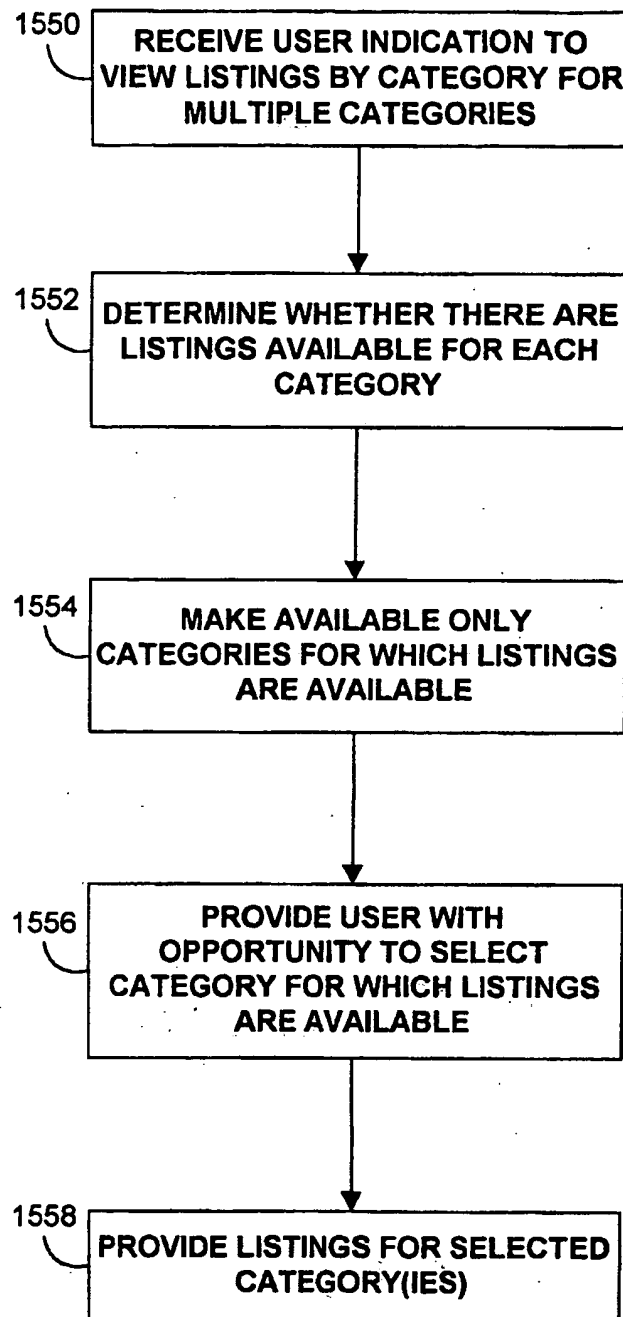 1550
RECEIVE USER INDICATION TO
VIEW LISTINGS BY CATEGORY FOR
MULTIPLE CATEGORIES
1552
DETERMINE WHETHER THERE ARE
LISTINGS AVAILABLE FOR EACH
CATEGORY
1554
MAKE AVAILABLE ONLY
CATEGORIES FOR WHICH LISTINGS
ARE AVAILABLE
1556
PROVIDE USER WITH
OPPORTUNITY TO SELECT
CATEGORY FOR WHICH LISTINGS
ARE AVAILABLE
1558
PROVIDE LISTINGS FOR SELECTED
CATEGORY(IES)